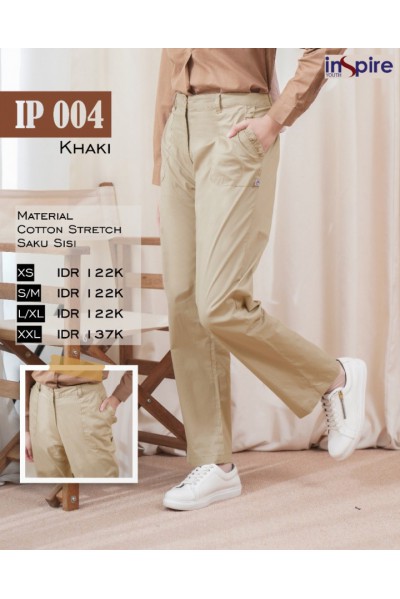 inspire
YOUTH
IP 004
KHAKI
MATERIAL
COTTON STRETCH
SAKU SISI
XS IDR 122K
S/M IDR 122K
L/XL IDR 122K
XXL IDR 137K